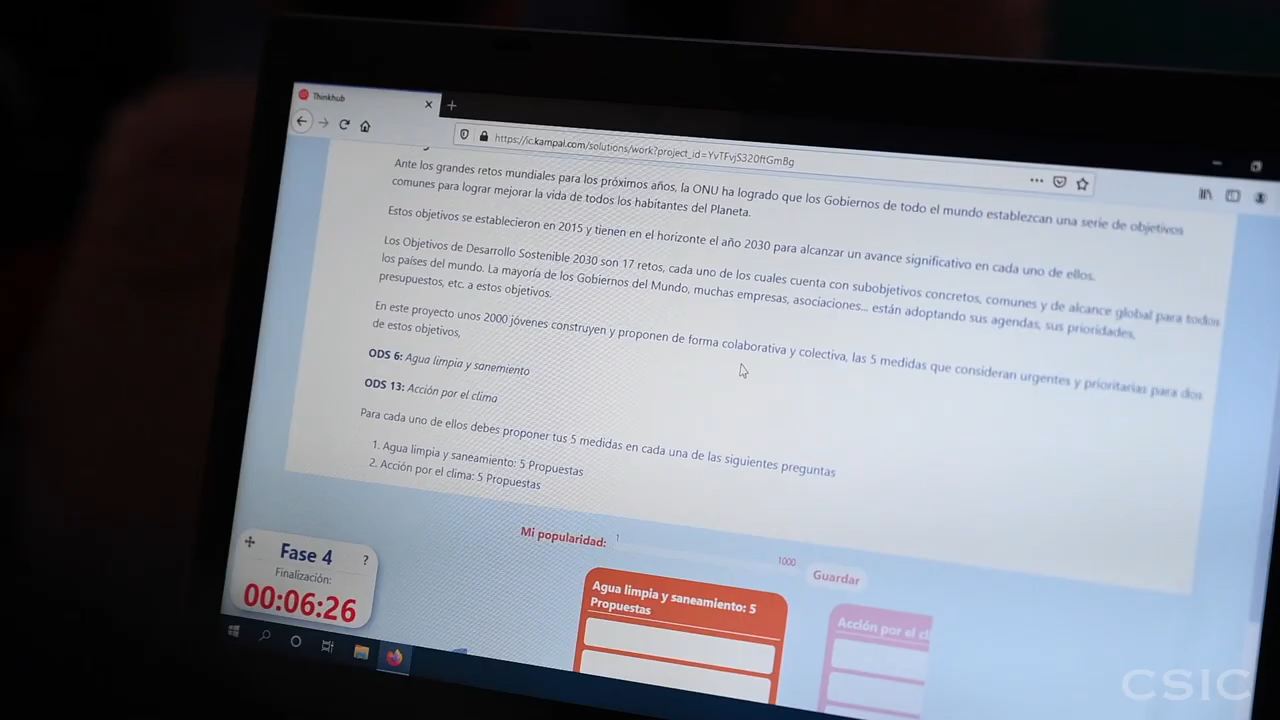 Thinkhub
https://ic.kampal.com/solutions/work?project_id=YvTFvjS320ftGmBg
Ante los grandes retos mundiales para los próximos años, la ONU ha logrado que los Gobiernos de todo el mundo establezcan una serie de objetivos
comunes para lograr mejorar la vida de todos los habitantes del Planeta.
Estos objetivos se establecieron en 2015 y tienen en el horizonte el año 2030 para alcanzar un avance significativo en cada uno de ellos.
Los Objetivos de Desarrollo Sostenible 2030 son 17 retos, cada uno de los cuales cuenta con subobjetivos concretos, comunes y de alcance global para todos
los países del mundo. La mayoría de los Gobiernos del Mundo, muchas empresas, asociaciones... están adoptando sus agendas, sus prioridades,
presupuestos, etc. a estos objetivos.
En este proyecto unos 2000 jóvenes construyen y proponen de forma colaborativa y colectiva, las 5 medidas que consideran urgentes y prioritarias para dos
de estos objetivos,
ODS 6: Agua limpia y sanemiento
ODS 13: Acción por el clima
Para cada uno de ellos debes proponer tus 5 medidas en cada una de las siguientes preguntas
1. Agua limpia y saneamiento: 5 Propuestas
2. Acción por el clima: 5 Propuestas
Mi popularidad: 1 1000 Guardar
Fase 4 ?
Finalización:
00:06:26
Agua limpia y saneamiento: 5
Propuestas
Acción por el cl
CSIC